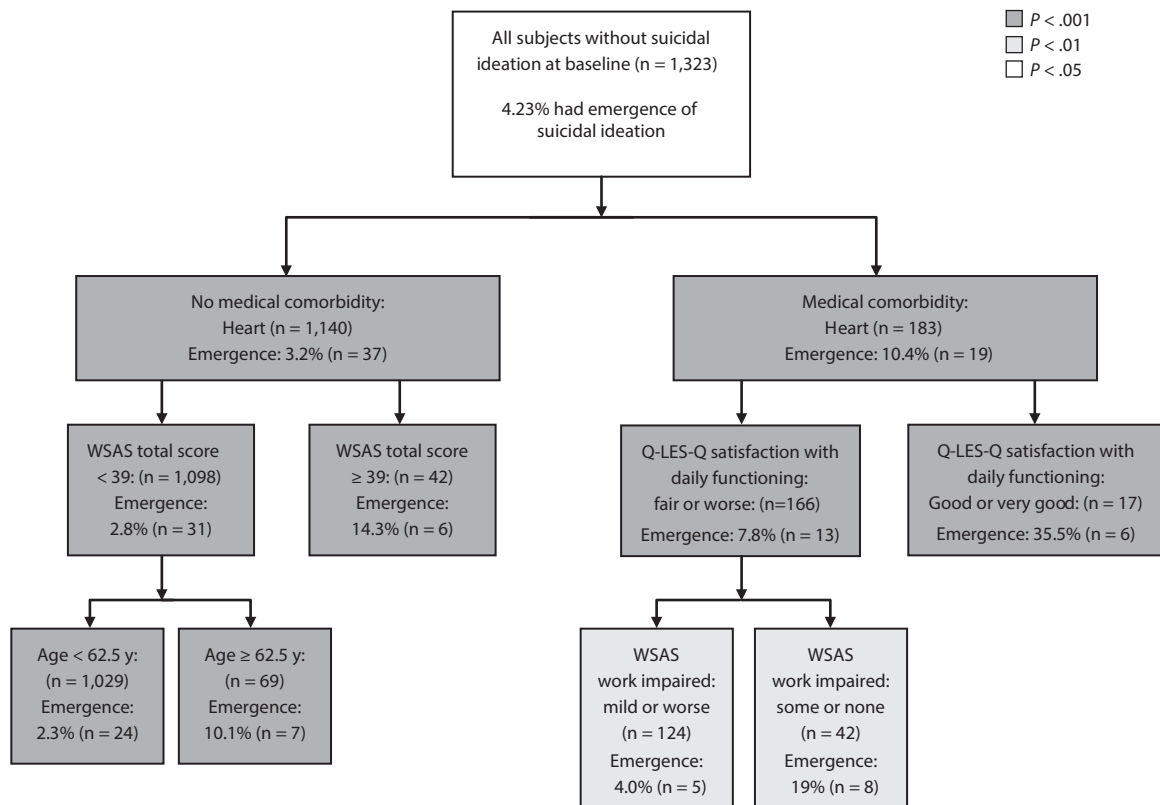 All subjects without suicidal
ideation at baseline (n = 1,323)
4.23% had emergence of
suicidal ideation
P < .001
P < .01
P < .05
No medical comorbidity:
Heart (n = 1,140)
Emergence: 3.2% (n = 37)
Medical comorbidity:
Heart (n = 183)
Emergence: 10.4% (n = 19)
WSAS total score
< 39: (n = 1,098)
Emergence:
2.8% (n = 31)
WSAS total score
≥ 39: (n = 42)
Emergence:
14.3% (n = 6)
Q-LES-Q satisfaction with
daily functioning:
fair or worse: (n=166)
Emergence: 7.8% (n = 13)
Q-LES-Q satisfaction with
daily functioning:
Good or very good: (n = 17)
Emergence: 35.5% (n = 6)
Age < 62.5 y:
(n = 1,029)
Emergence:
2.3% (n = 24)
Age ≥ 62.5 y:
(n = 69)
Emergence:
10.1% (n = 7)
WSAS
work impaired:
mild or worse
(n = 124)
Emergence:
4.0% (n = 5)
WSAS
work impaired:
some or none
(n = 42)
Emergence:
19% (n = 8)